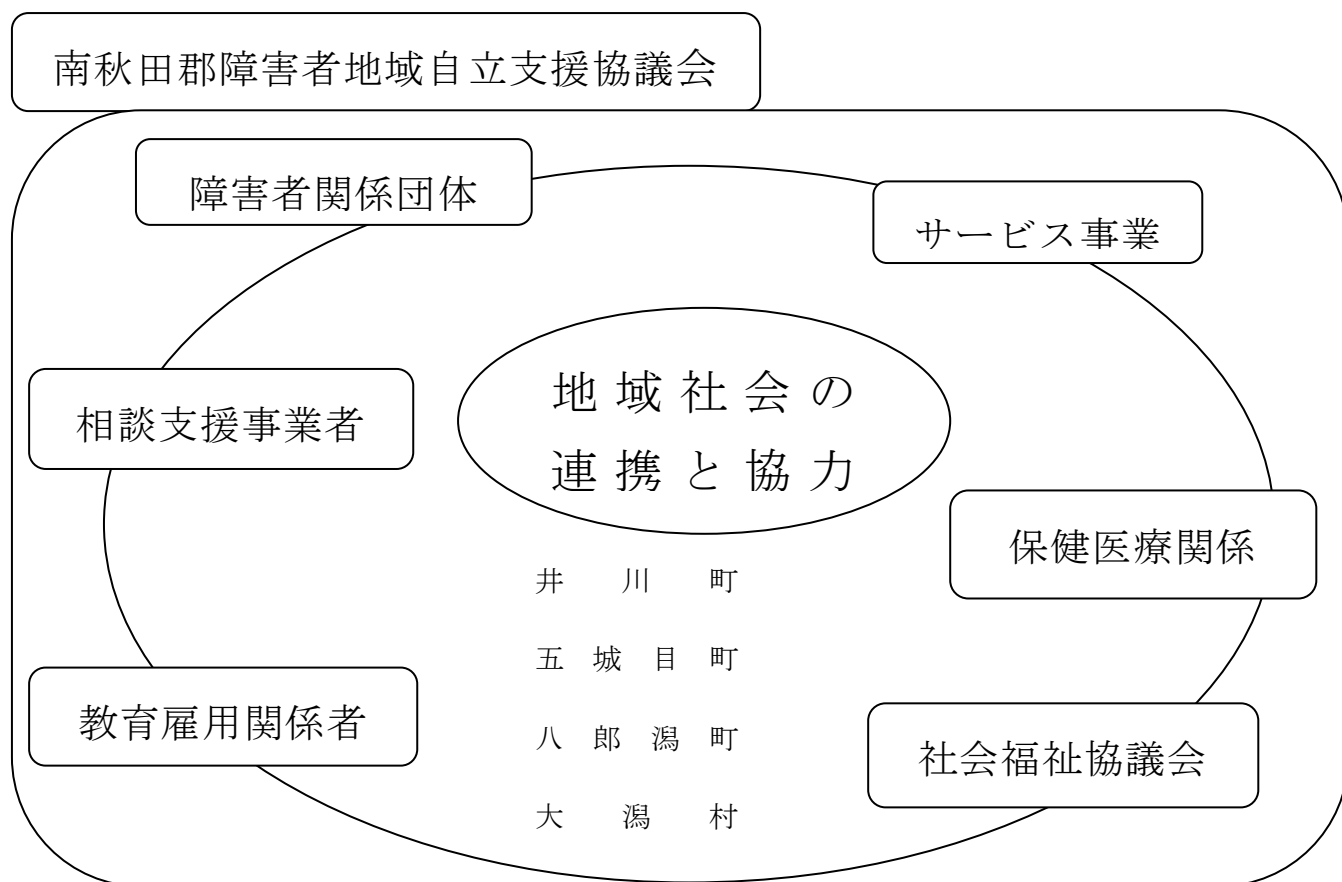 南秋田郡障害者地域自立支援協議会
障害者関係団体
サービス事業
相談支援事業者
地域社会の
連携と協力
保健医療関係
井川町
五城目町
教育雇用関係者
八郎潟町
社会福祉協議会
大潟村